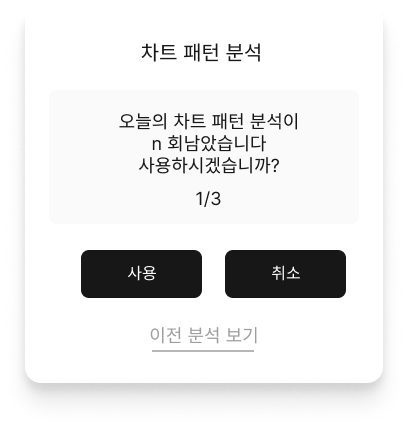 차트 패턴 분석
오늘의 차트 패턴 분석이
n 회남았습니다
사용하시겠습니까?
1/3
사용
취소
이전 분석 보기